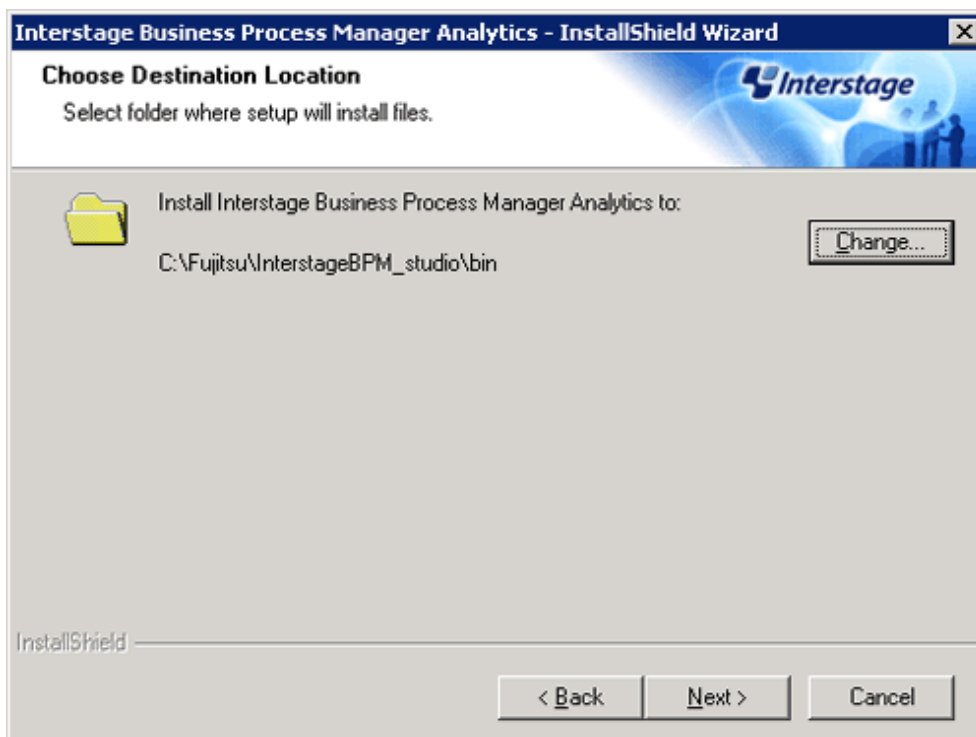 Interstage Business Process Manager Analytics - InstallShield Wizard
Choose Destination Location
Select folder where setup will install files.
Interstage
Install Interstage Business Process Manager Analytics to:
Change...
C:\Fujitsu\InterstageBPM_studio\bin
InstallShield
< Back Next > Cancel